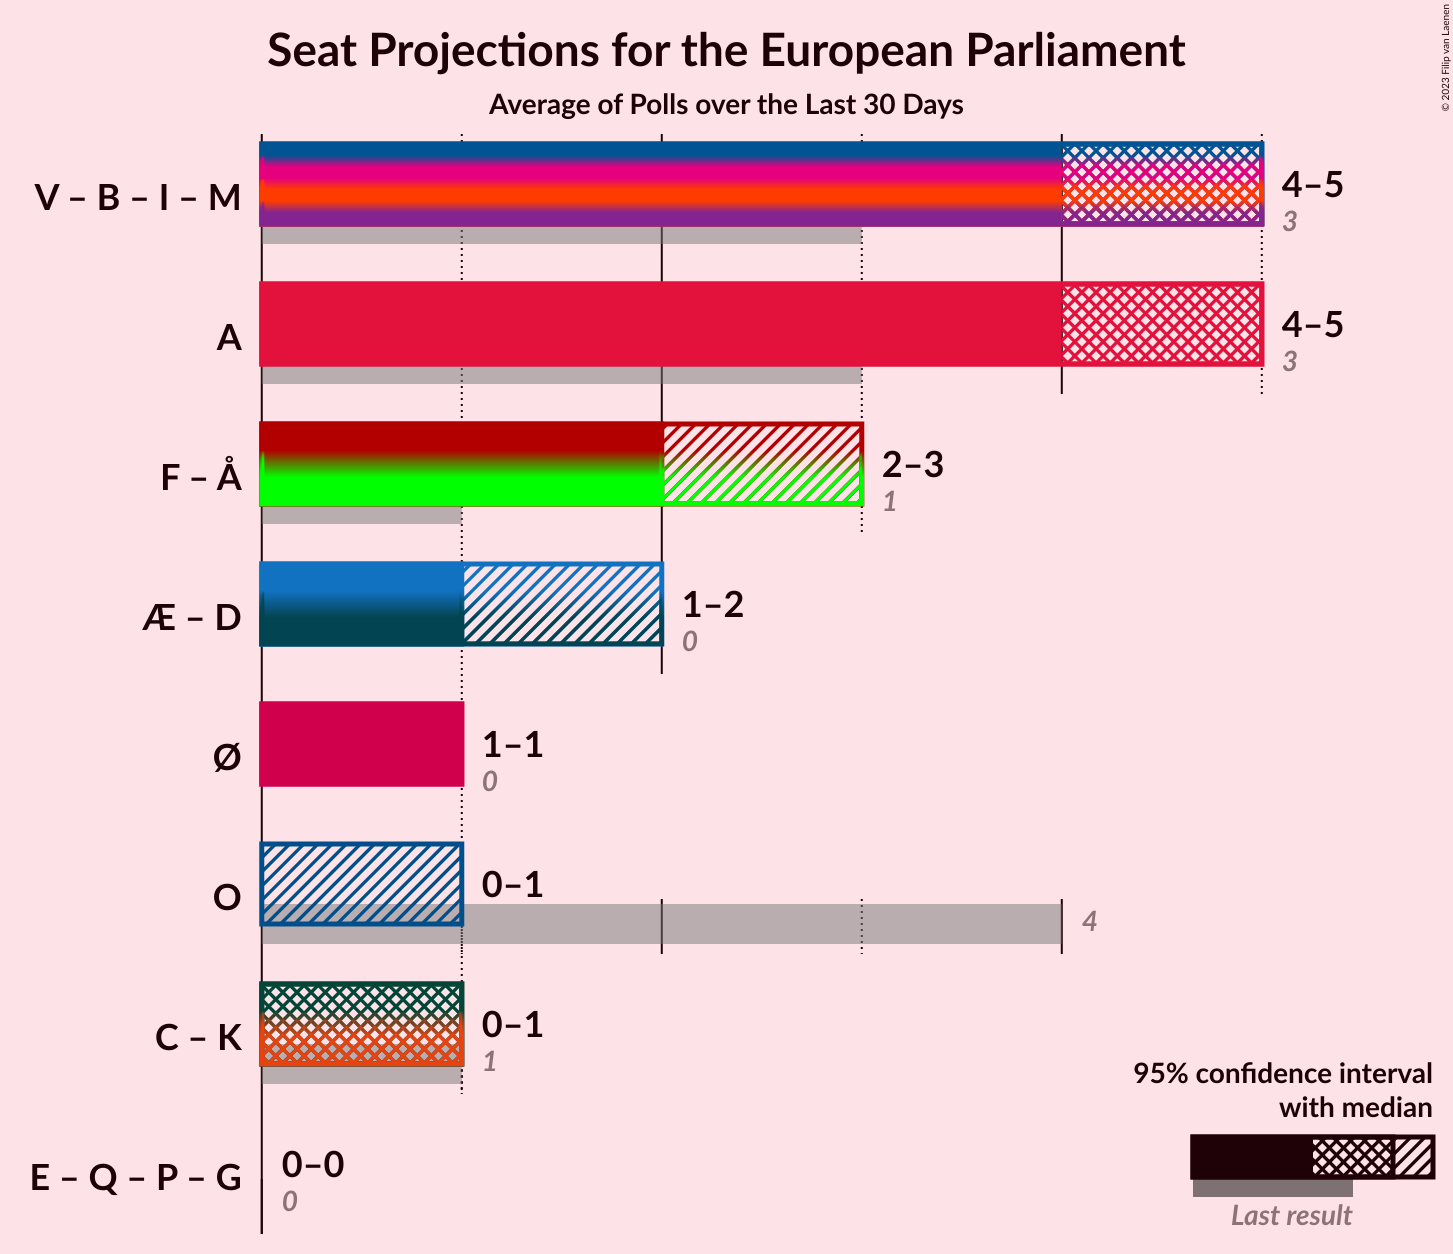 Seat Projections for the European Parliament
Average of Polls over the Last 30 Days
© 2023 Filip van Laenen
V – B – I – M
4–5
3
A
4–5
3
F – Å
2–3
1
Æ – D
1–2
0
Ø
1–1
0
O
0–1
4
C – K
0–1
1
E – Q – P – G
0–0
0
95% confidence interval
with median
Last result